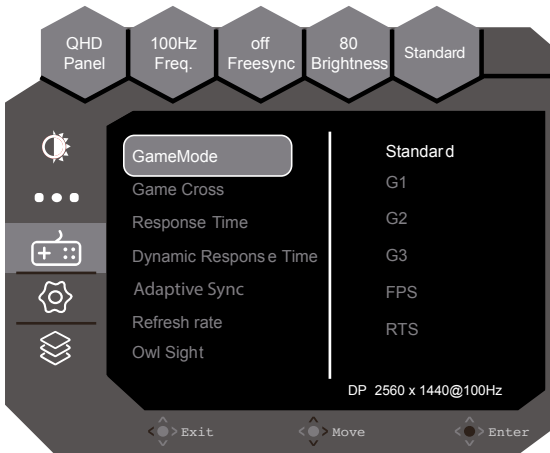 QHD
Panel
100Hz
Freq.
off
Freesync
80
Brightness
Standard
GameMode
Game Cross
Response Time
Dynamic Response Time
Adaptive Sync
Refresh rate
Owl Sight
Standard
G1
G2
G3
FPS
RTS
DP 2560 x 1440@100Hz
Exit
Move
Enter